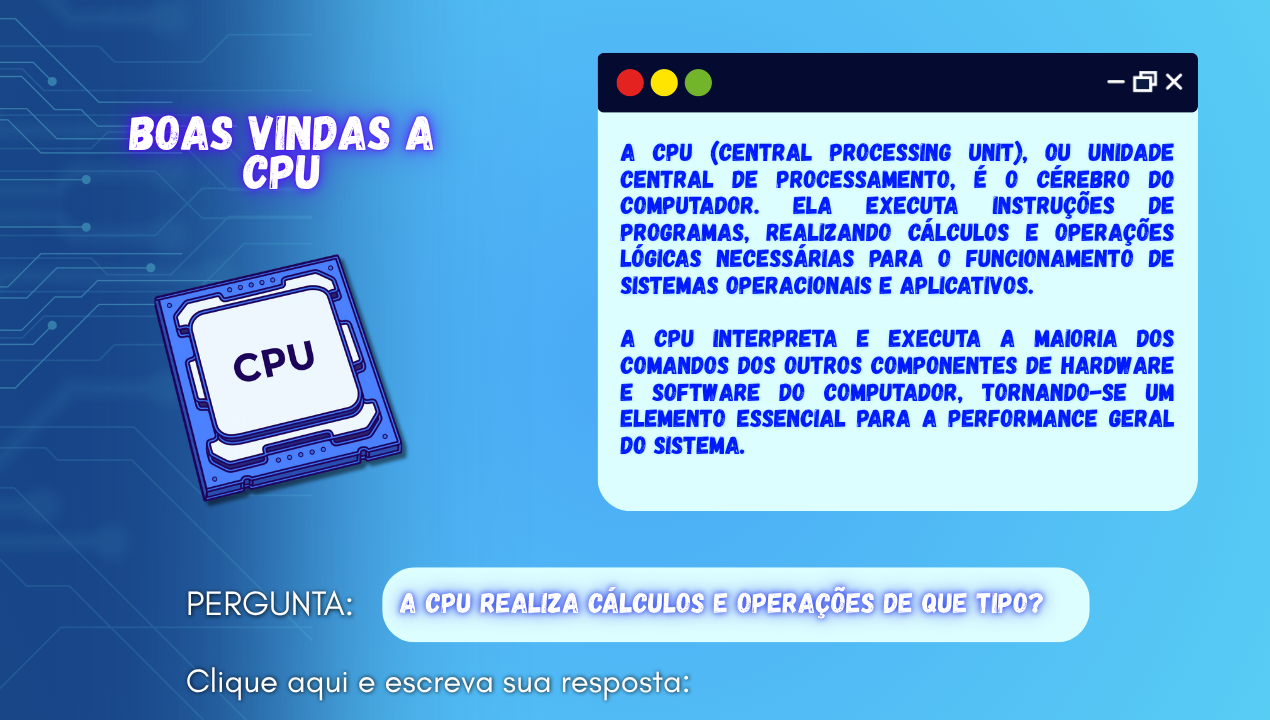 BOAS VINDAS A
CPU
CPU
A CPU (CENTRAL PROCESSING UNIT), OU UNIDADE
CENTRAL DE PROCESSAMENTO, É O CÉREBRO DO
COMPUTADOR. ELA EXECUTA INSTRUÇÕES DE
PROGRAMAS, REALIZANDO CÁLCULOS E OPERAÇÕES
LÓGICAS NECESSÁRIAS PARA O FUNCIONAMENTO DE
SISTEMAS OPERACIONAIS E APLICATIVOS.
A CPU INTERPRETA E EXECUTA A MAIORIA DOS
COMANDOS DOS OUTROS COMPONENTES DE HARDWARE
E SOFTWARE DO COMPUTADOR, TORNANDO-SE UM
ELEMENTO ESSENCIAL PARA A PERFORMANCE GERAL
DO SISTEMA.
PERGUNTA: A CPU REALIZA CÁLCULOS E OPERAÇÕES DE QUE TIPO?
Clique aqui e escreva sua resposta: